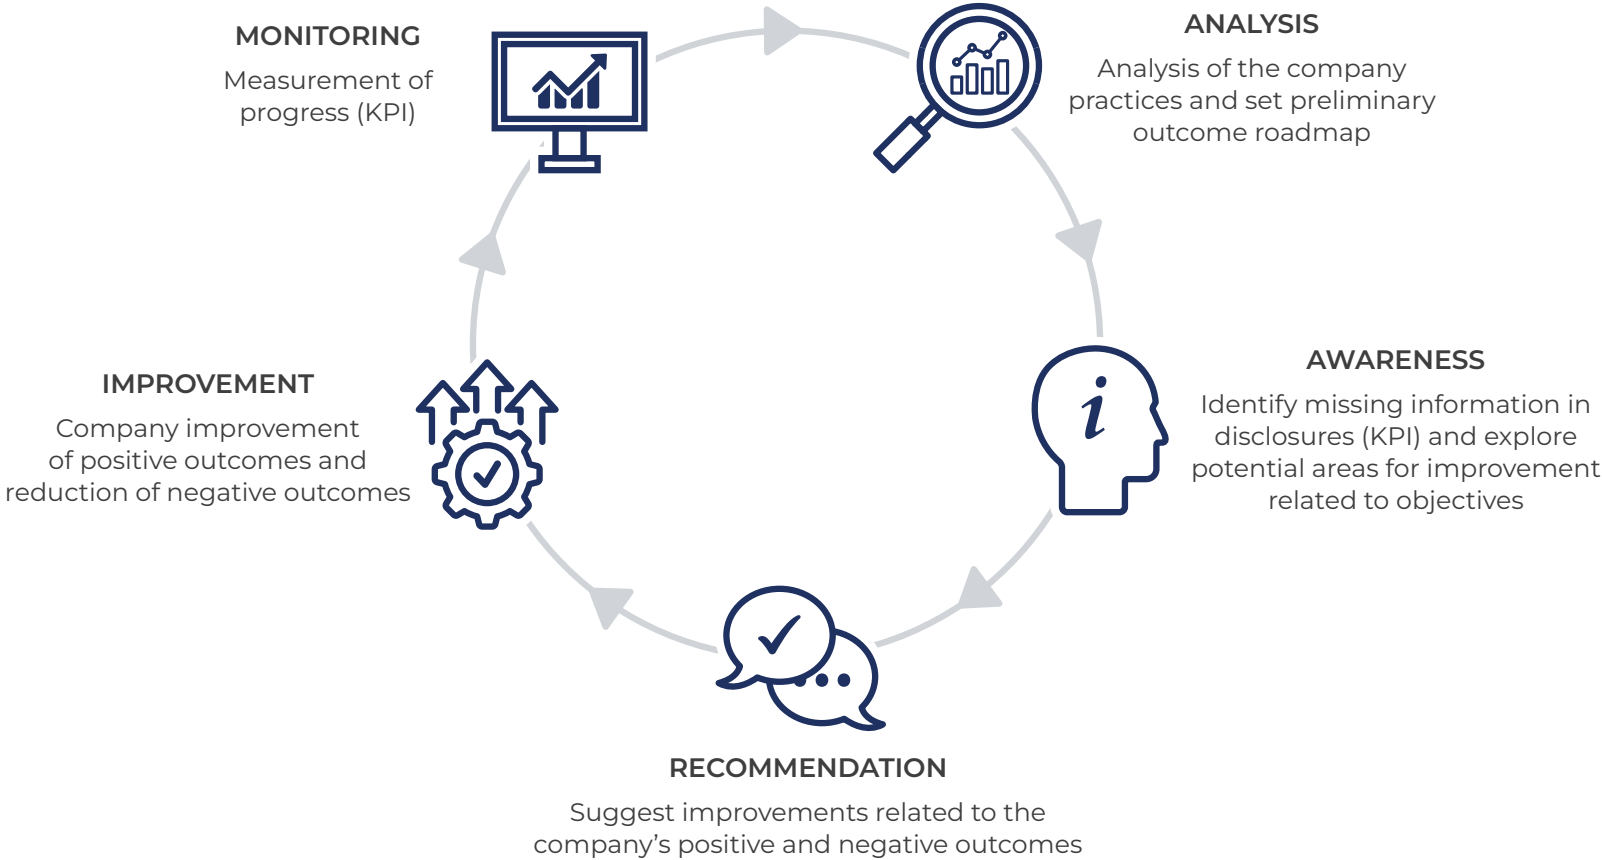 MONITORING
Measurement of
progress (KPI)
ANALYSIS
Analysis of the company
practices and set preliminary
outcome roadmap
AWARENESS
Identify missing information in
disclosures (KPI) and explore
potential areas for improvement
related to objectives
RECOMMENDATION
Suggest improvements related to the
company’s positive and negative outcomes
IMPROVEMENT
Company improvement
of positive outcomes and
reduction of negative outcomes
i